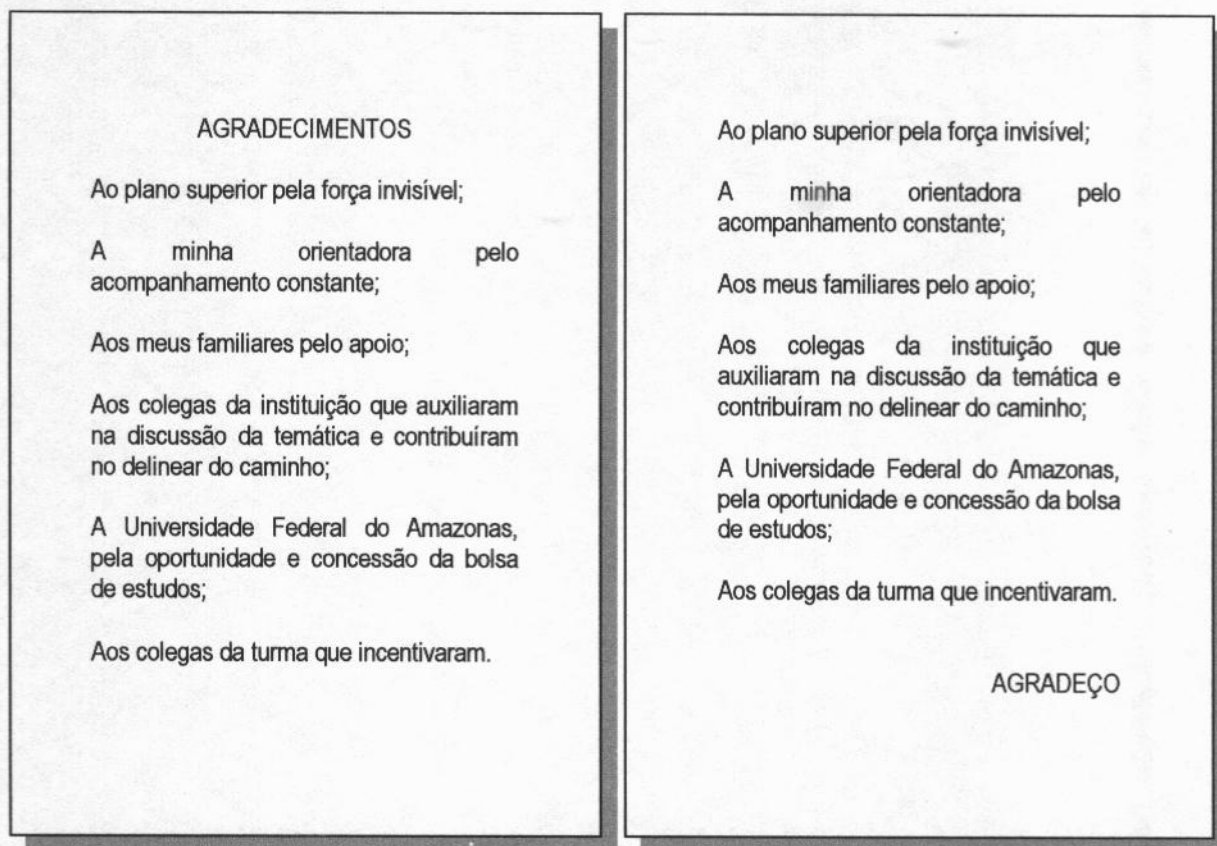 AGRADECIMENTOS
Ao plano superior pela força invisível;
A minha orientadora pelo
acompanhamento constante;
Aos meus familiares pelo apoio;
Aos colegas da instituição que auxiliaram
na discussão da temática e contribuíram
no delinear do caminho;
A Universidade Federal do Amazonas,
pela oportunidade e concessão da bolsa
de estudos;
Aos colegas da turma que incentivaram.
Ao plano superior pela força invisível;
A minha orientadora pelo
acompanhamento constante;
Aos meus familiares pelo apoio;
Aos colegas da instituição que
auxiliaram na discussão da temática e
contribuíram no delinear do caminho;
A Universidade Federal do Amazonas,
pela oportunidade e concessão da bolsa
de estudos;
Aos colegas da turma que incentivaram.
AGRADEÇO